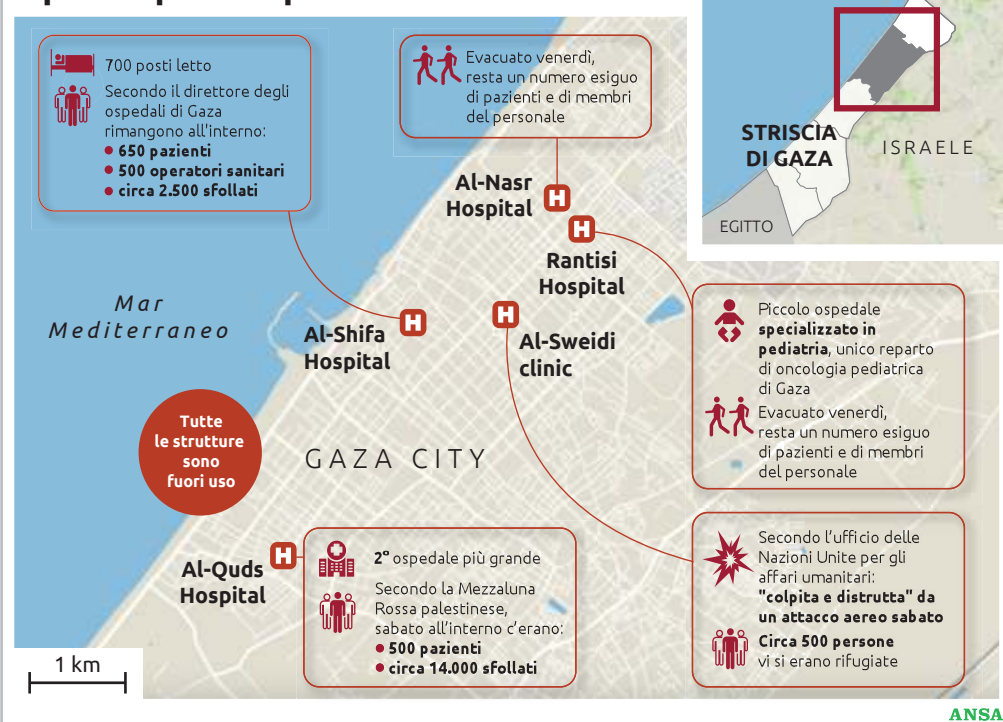 700 posti letto
Secondo il direttore degli
ospedali di Gaza
rimangono all'interno:
• 650 pazienti
• 500 operatori sanitari
• circa 2.500 sfollati
Evacuato venerdì,
resta un numero esiguo
di pazienti e di membri
del personale
STRISCIA
DI GAZA
ISRAELE
EGITTO
Al-Nasr
Hospital
H
H
Rantisi
Hospital
Mar
Mediterraneo
Al-Shifa
Hospital
H
H
Al-Sweidi
clinic
Piccolo ospedale
specializzato in
pediatria, unico reparto
di oncologia pediatrica
di Gaza
Evacuato venerdì,
resta un numero esiguo
di pazienti e di membri
del personale
Tutte
le strutture
sono
fuori uso
GAZA CITY
Al-Quds
Hospital
H
2° ospedale più grande
Secondo la Mezzaluna
Rossa palestinese,
sabato all'interno c'erano:
• 500 pazienti
• circa 14.000 sfollati
Secondo l'ufficio delle
Nazioni Unite per gli
affari umanitari:
"colpita e distrutta" da
un attacco aereo sabato
Circa 500 persone
vi si erano rifugiate
1 km
ANSA